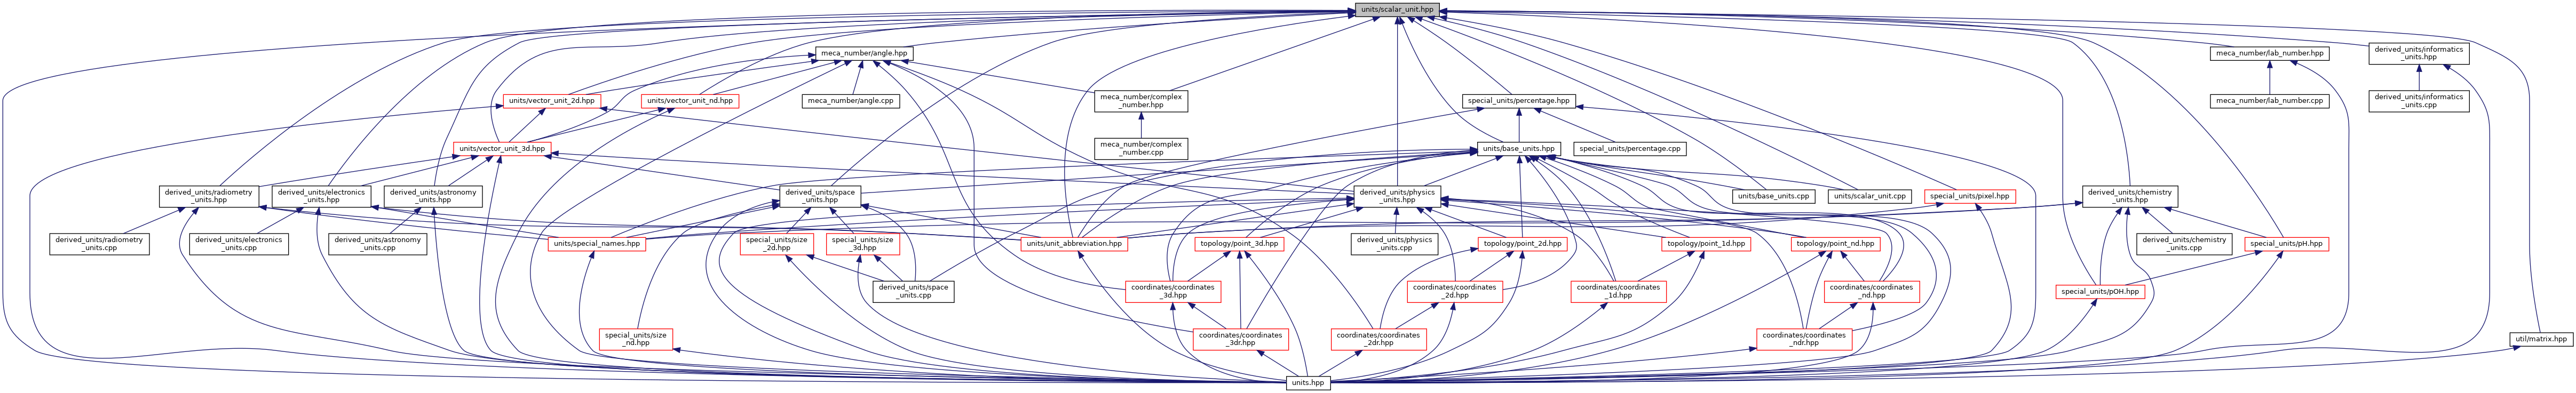 units/scalar_unit.hpp
meca_number/angle.hpp
meca_number/lab_number.hpp
derived_units/informatics
_units.hpp
units/vector_unit_2d.hpp
units/vector_unit_nd.hpp
meca_number/angle.cpp
meca_number/complex
_number.hpp
special_units/percentage.hpp
meca_number/lab_number.cpp
derived_units/informatics
_units.cpp
units/vector_unit_3d.hpp
meca_number/complex
_number.cpp
units/base_units.hpp
special_units/percentage.cpp
derived_units/radiometry
_units.hpp
derived_units/electronics
_units.hpp
derived_units/astronomy
_units.hpp
derived_units/space
_units.hpp
derived_units/physics
_units.hpp
units/base_units.cpp
units/scalar_unit.cpp
special_units/pixel.hpp
derived_units/chemistry
_units.hpp
derived_units/radiometry
_units.cpp
derived_units/electronics
_units.cpp
derived_units/astronomy
_units.cpp
units/special_names.hpp
special_units/size
_2d.hpp
special_units/size
_3d.hpp
units/unit_abbreviation.hpp
topology/point_3d.hpp
derived_units/physics
_units.cpp
topology/point_2d.hpp
topology/point_1d.hpp
topology/point_nd.hpp
derived_units/chemistry
_units.cpp
special_units/pH.hpp
derived_units/space
_units.cpp
coordinates/coordinates
_3d.hpp
coordinates/coordinates
_2d.hpp
coordinates/coordinates
_1d.hpp
coordinates/coordinates
_nd.hpp
special_units/pOH.hpp
special_units/size
_nd.hpp
coordinates/coordinates
_3dr.hpp
coordinates/coordinates
_2dr.hpp
coordinates/coordinates
_ndr.hpp
util/matrix.hpp
units.hpp